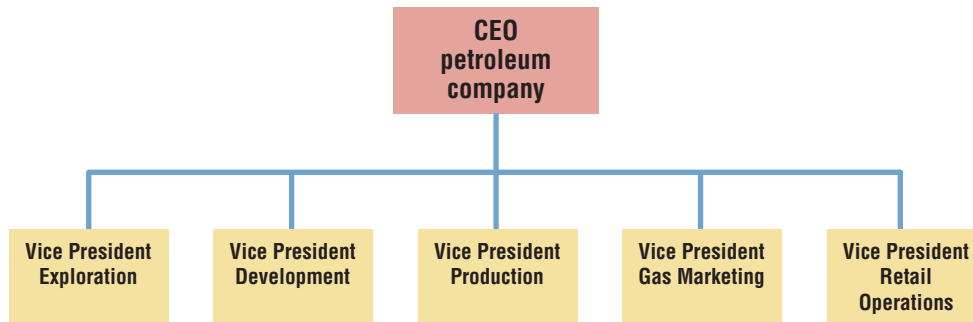 CEO
petroleum
company
Vice President
Exploration
Vice President
Development
Vice President
Production
Vice President
Gas Marketing
Vice President
Retail
Operations